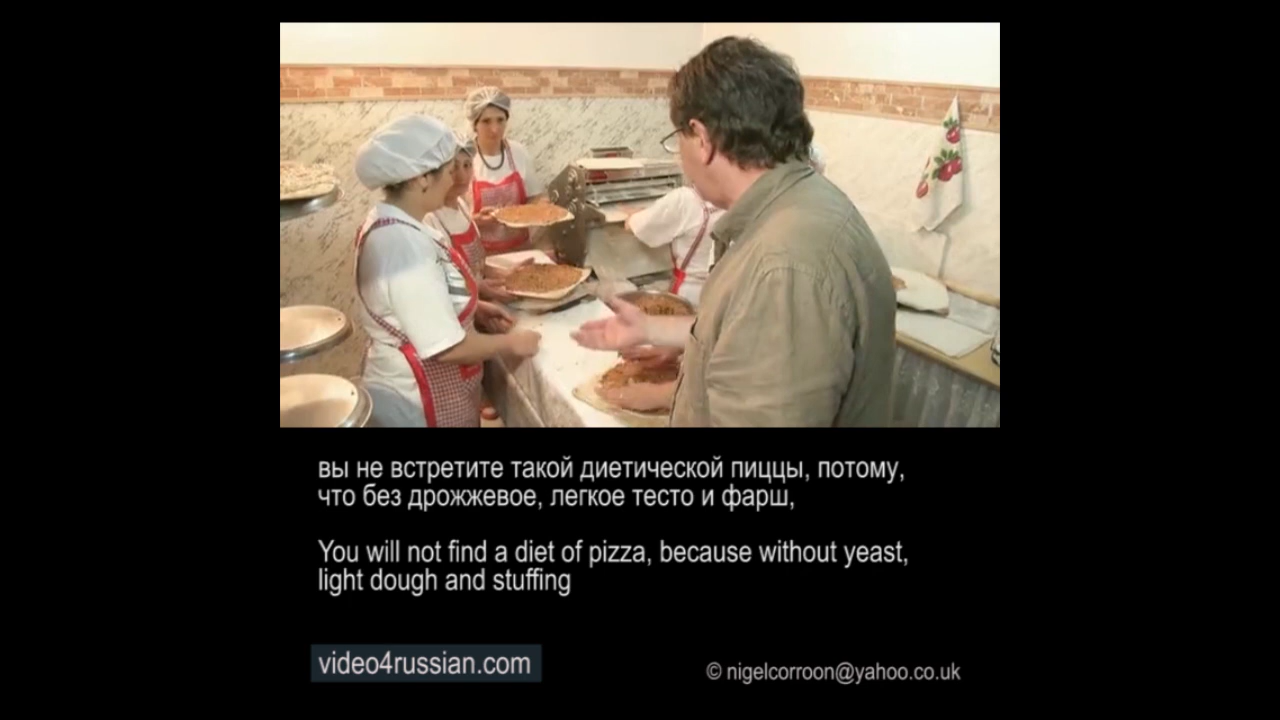 вы не встретите такой диетической пиццы, потому,
что без дрожжевое, легкое тесто и фарш,
You will not find a diet of pizza, because without yeast,
light dough and stuffing
video4russian.com
© nigelcorroon@yahoo.co.uk